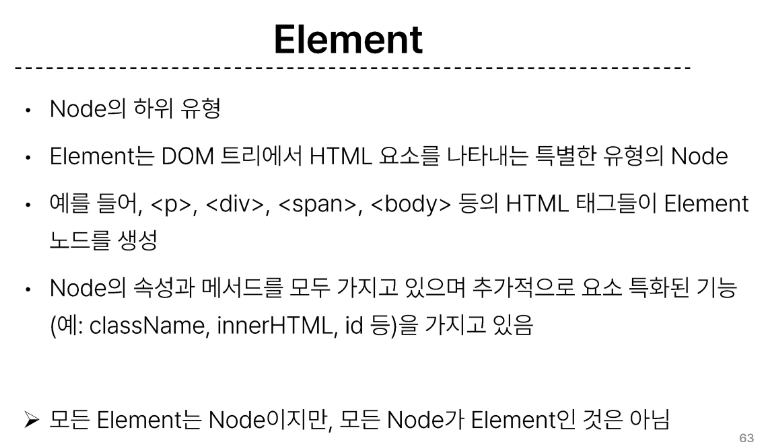 Element
• Node의 하위 유형
• Element는 DOM 트리에서 HTML 요소를 나타내는 특별한 유형의 Node
• 예를 들어, <p>, <div>, <span>, <body> 등의 HTML 태그들이 Element
노드를 생성
• Node의 속성과 메서드를 모두 가지고 있으며 추가적으로 요소 특화된 기능
(예: className, innerHTML, id 등)을 가지고 있음
➢ 모든 Element는 Node이지만, 모든 Node가 Element인 것은 아님
63